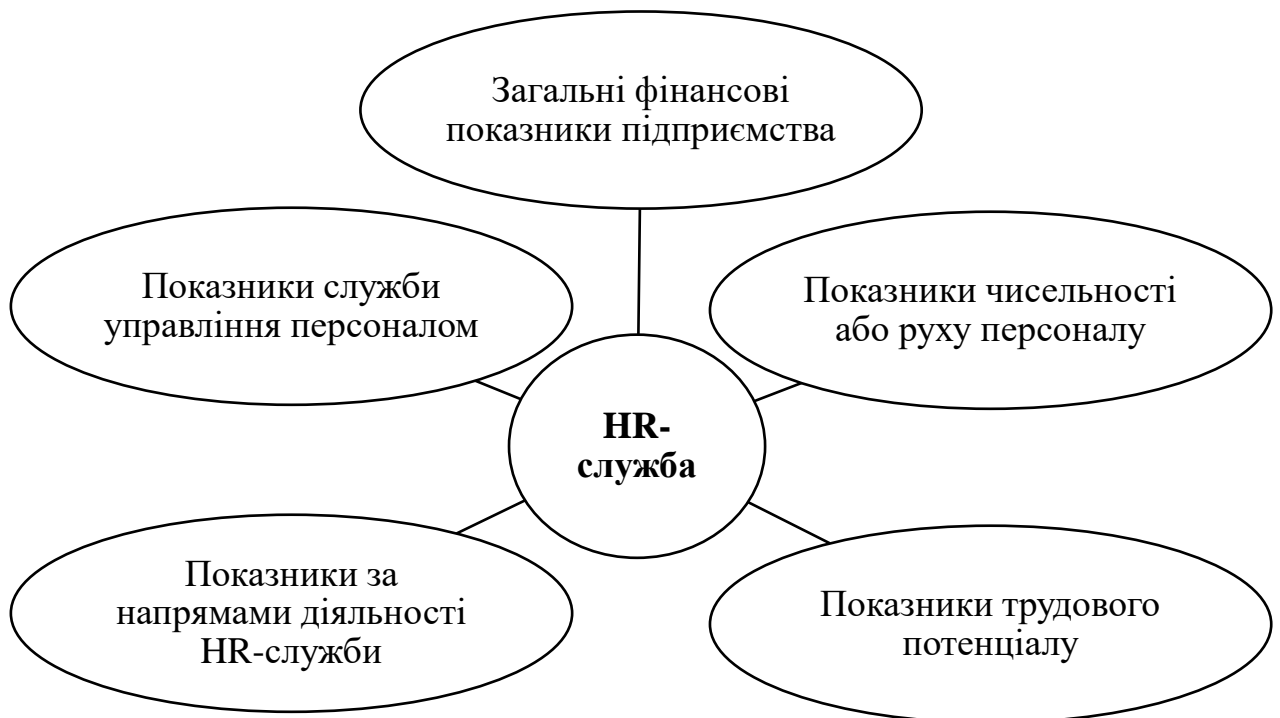 Загальні фінансові
показники підприємства
Показники служби
управління персоналом
Показники чисельності
або руху персоналу
HR-
служба
Показники за
напрямами діяльності
HR-служби
Показники трудового
потенціалу